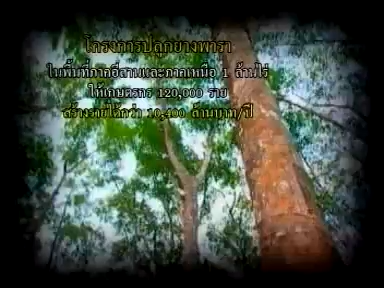 โครงการปลูกยางพารา
ในพื้นที่ภาคอีสานและภาคเหนือ 1 ล้านไร่
ให้เกษตรกร 120,000 ราย
สร้างรายได้กว่า 10,400 ล้านบาท/ปี